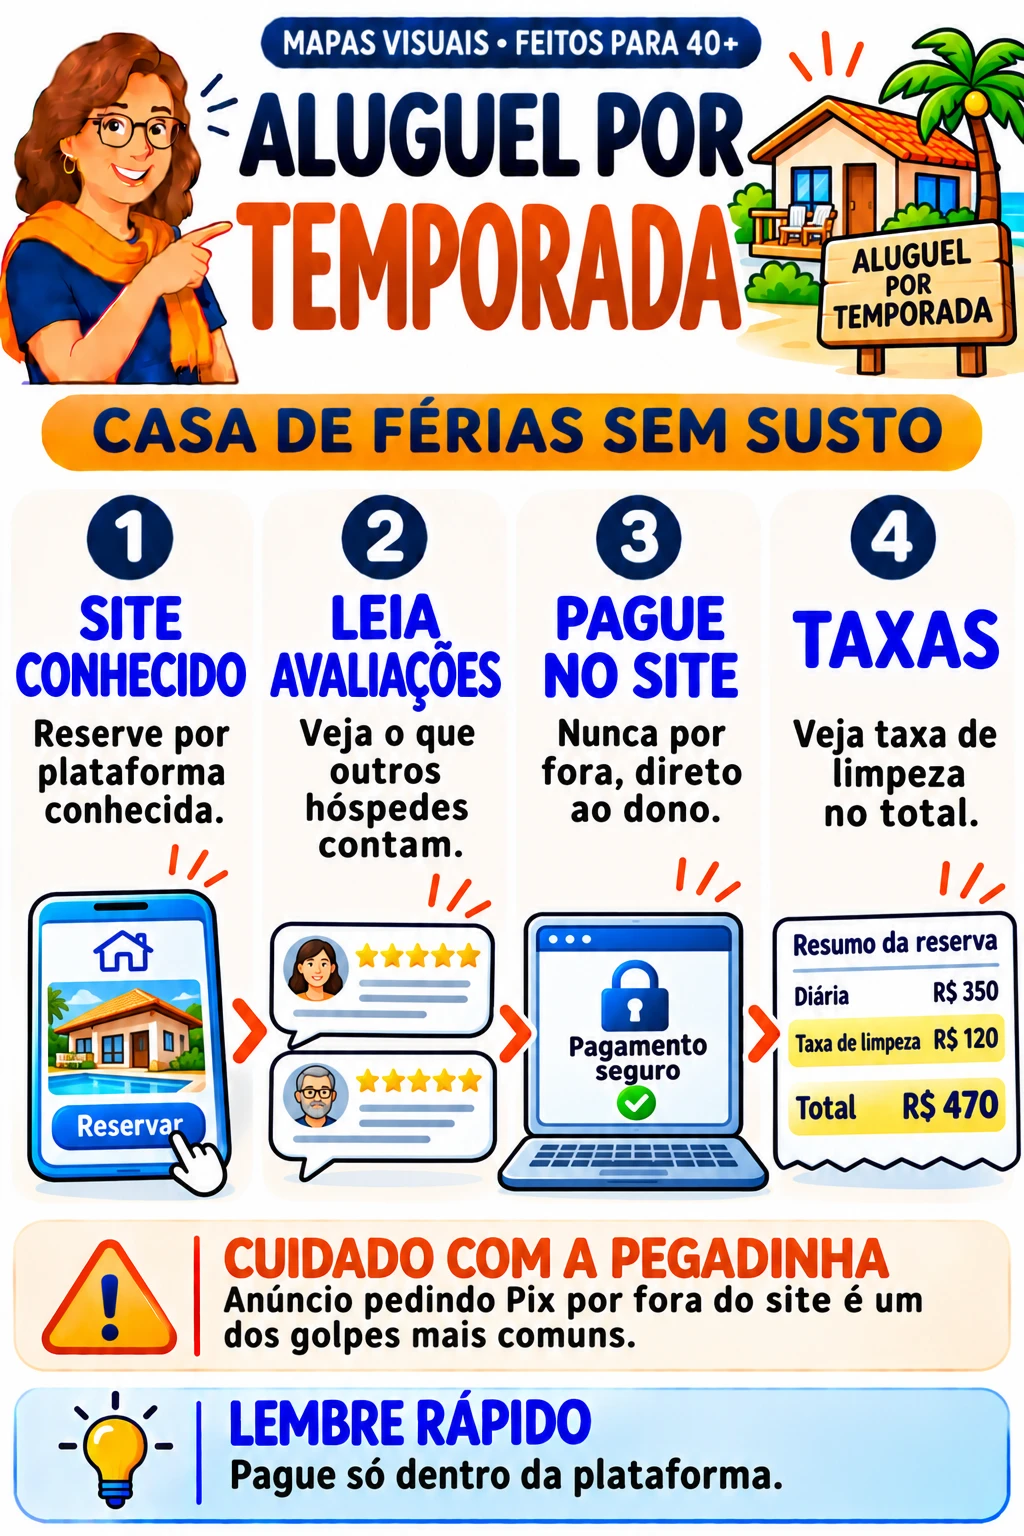 MAPAS VISUAIS • FEITOS PARA 40+
ALUGUEL POR
TEMPORADA
ALUGUEL
POR
TEMPORADA
CASA DE FÉRIAS SEM SUSTO
1
SITE
CONHECIDO
Reserve por
plataforma
conhecida.
Reservar
2
LEIA
AVALIAÇÕES
Veja o que
outros
hóspedes
contam.
3
PAGUE
NO SITE
Nunca por
fora, direto
ao dono.
Pagamento
seguro
4
TAXAS
Veja taxa de
limpeza
no total.
Resumo da reserva
Diária R$ 350
Taxa de limpeza R$ 120
Total R$ 470
CUIDADO COM A PEGADINHA
Anúncio pedindo Pix por fora do site é um
dos golpes mais comuns.
LEMBRE RÁPIDO
Pague só dentro da plataforma.